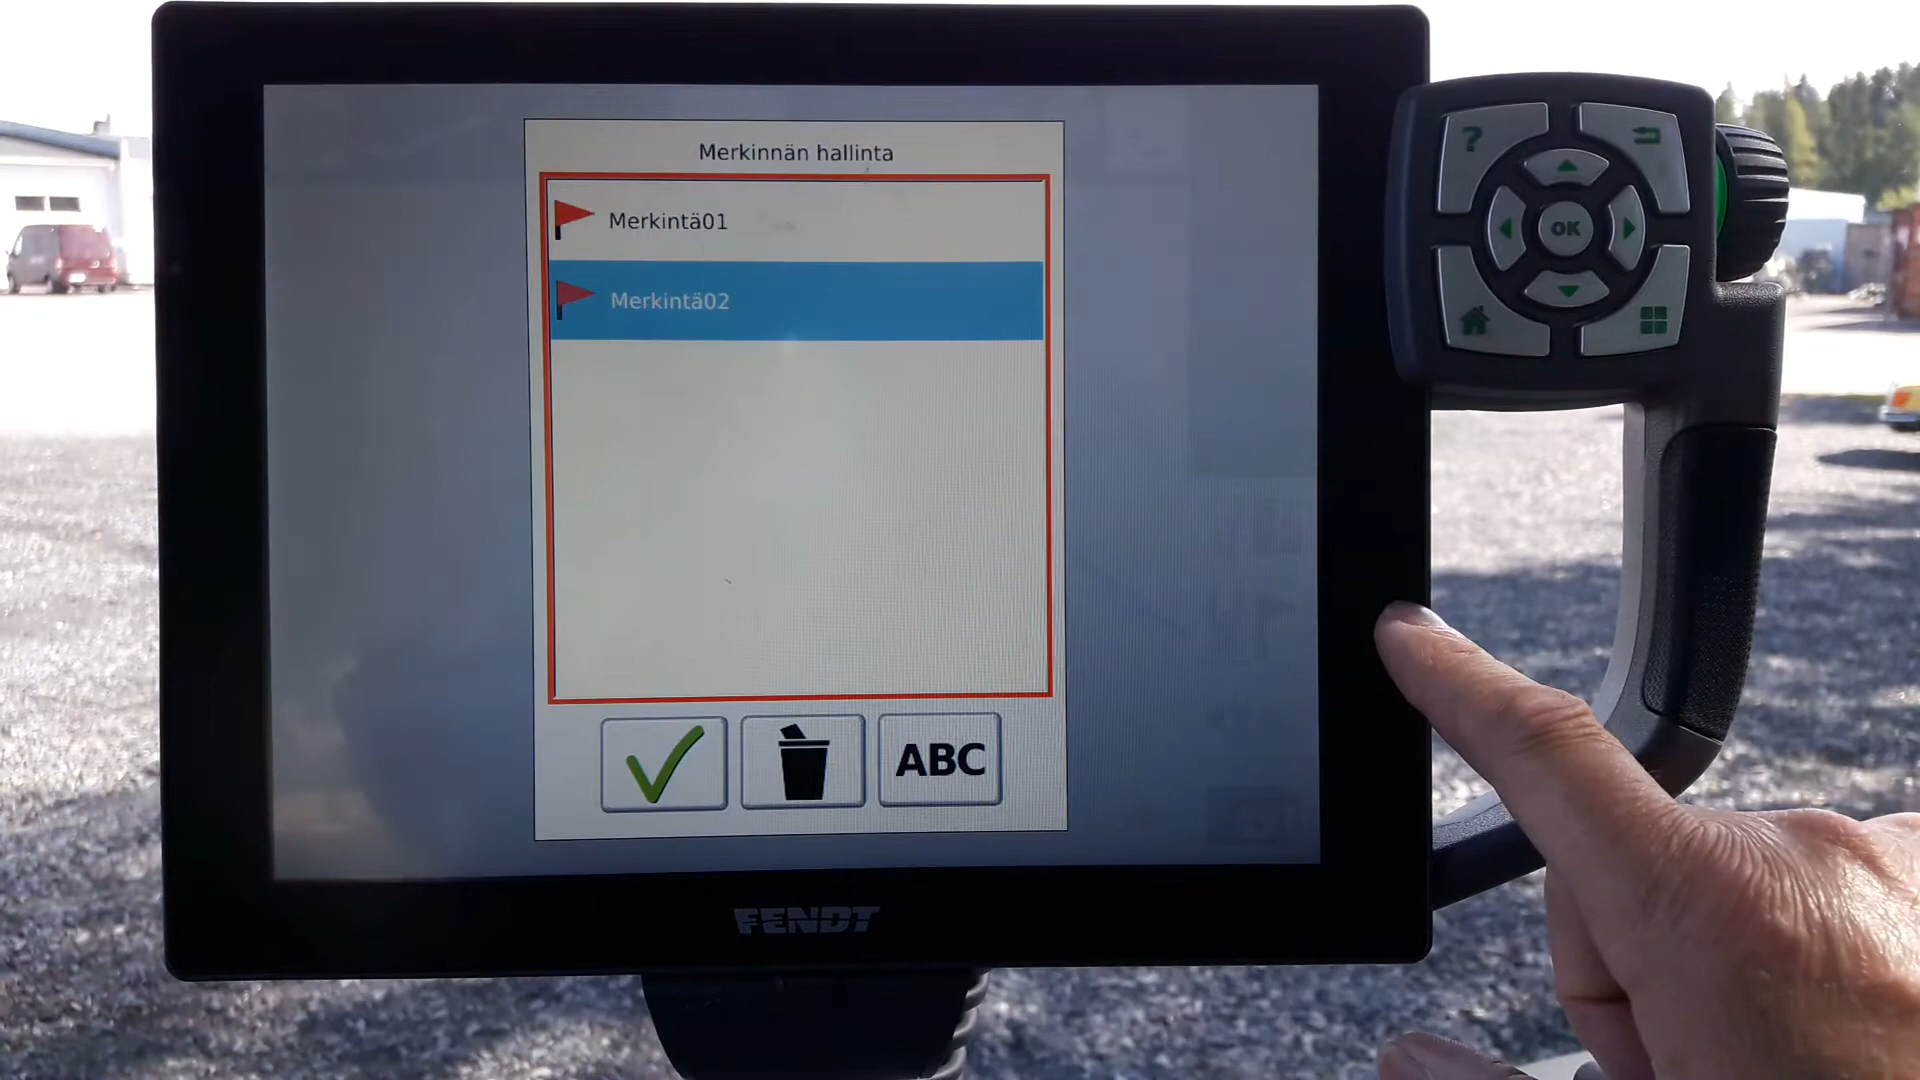 Merkinnän hallinta
Merkintä01
Merkintä02
ABC
FENDT
?
OK